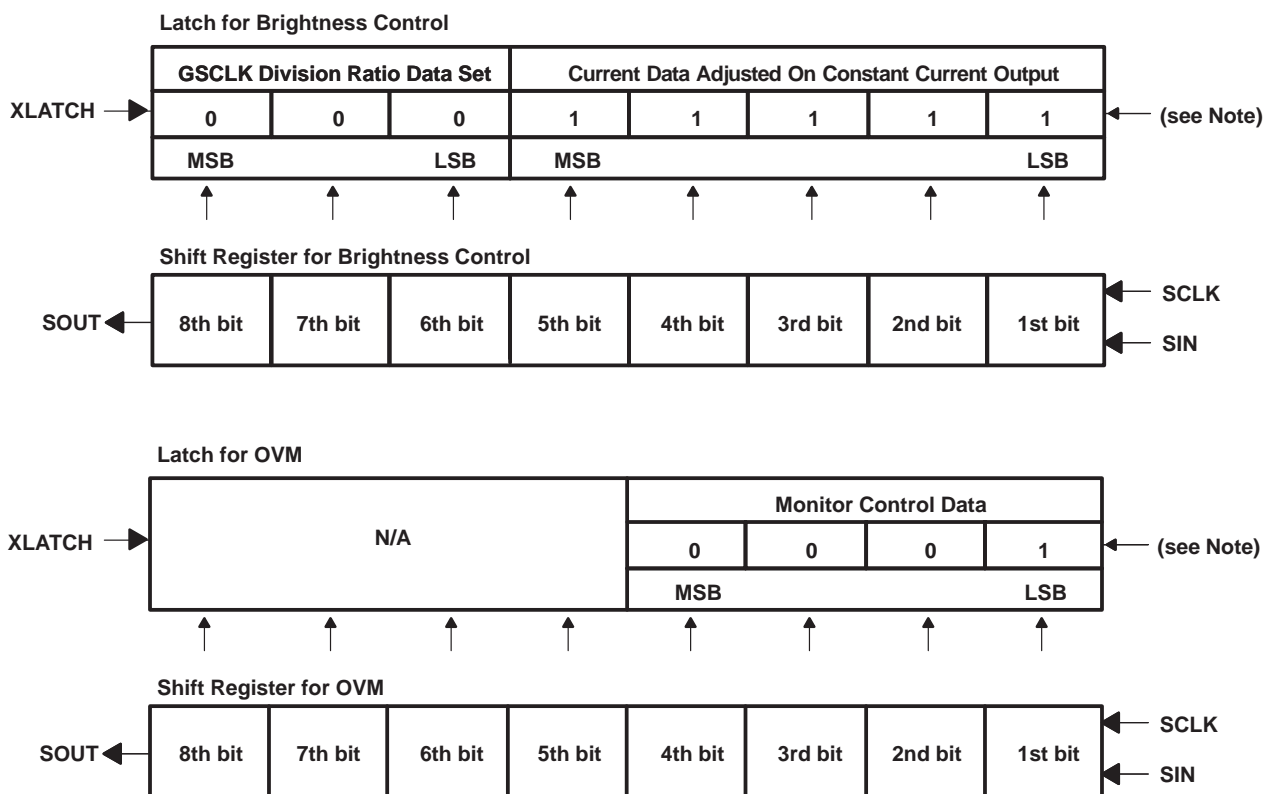 Latch for Brightness Control
GSCLK Division Ratio Data Set Current Data Adjusted On Constant Current Output
XLATCH 0 0 0 1 1 1 1 1 (see Note)
MSB LSB MSB LSB
Shift Register for Brightness Control
SOUT 8th bit 7th bit 6th bit 5th bit 4th bit 3rd bit 2nd bit 1st bit SCLK
SIN
Latch for OVM
Monitor Control Data
XLATCH N/A 0 0 0 1 (see Note)
MSB LSB
Shift Register for OVM
SOUT 8th bit 7th bit 6th bit 5th bit 4th bit 3rd bit 2nd bit 1st bit SCLK
SIN